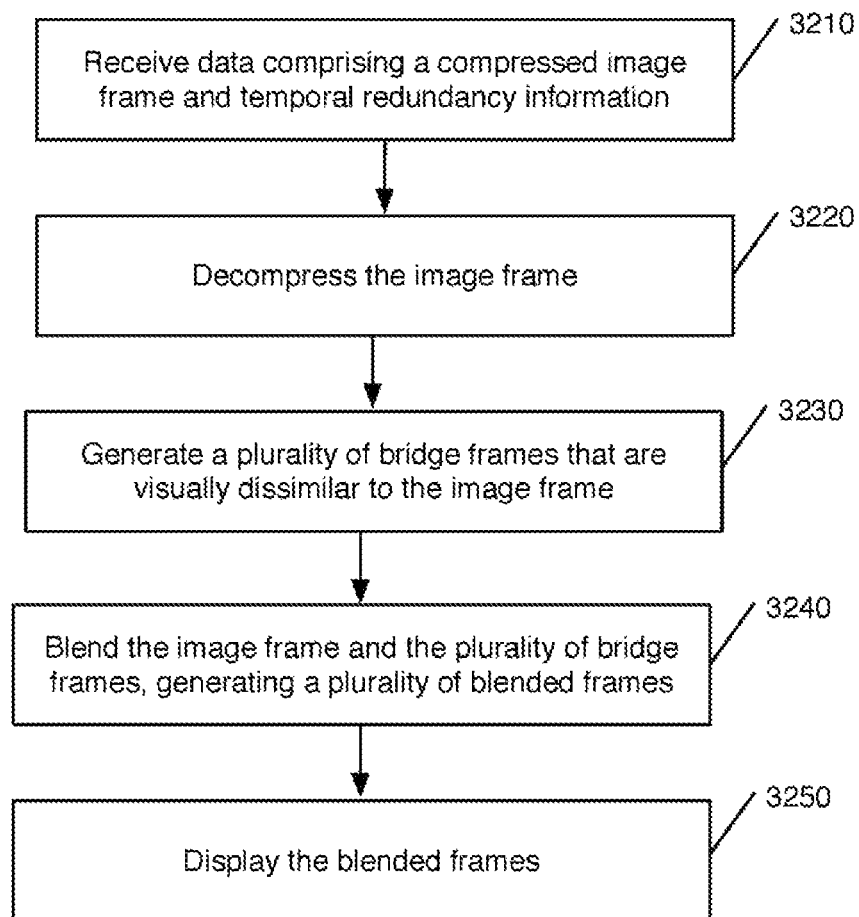 3210
Receive data comprising a compressed image
frame and temporal redundancy information
3220
Decompress the image frame
3230
Generate a plurality of bridge frames that are
visually dissimilar to the image frame
3240
Blend the image frame and the plurality of bridge
frames, generating a plurality of blended frames
3250
Display the blended frames